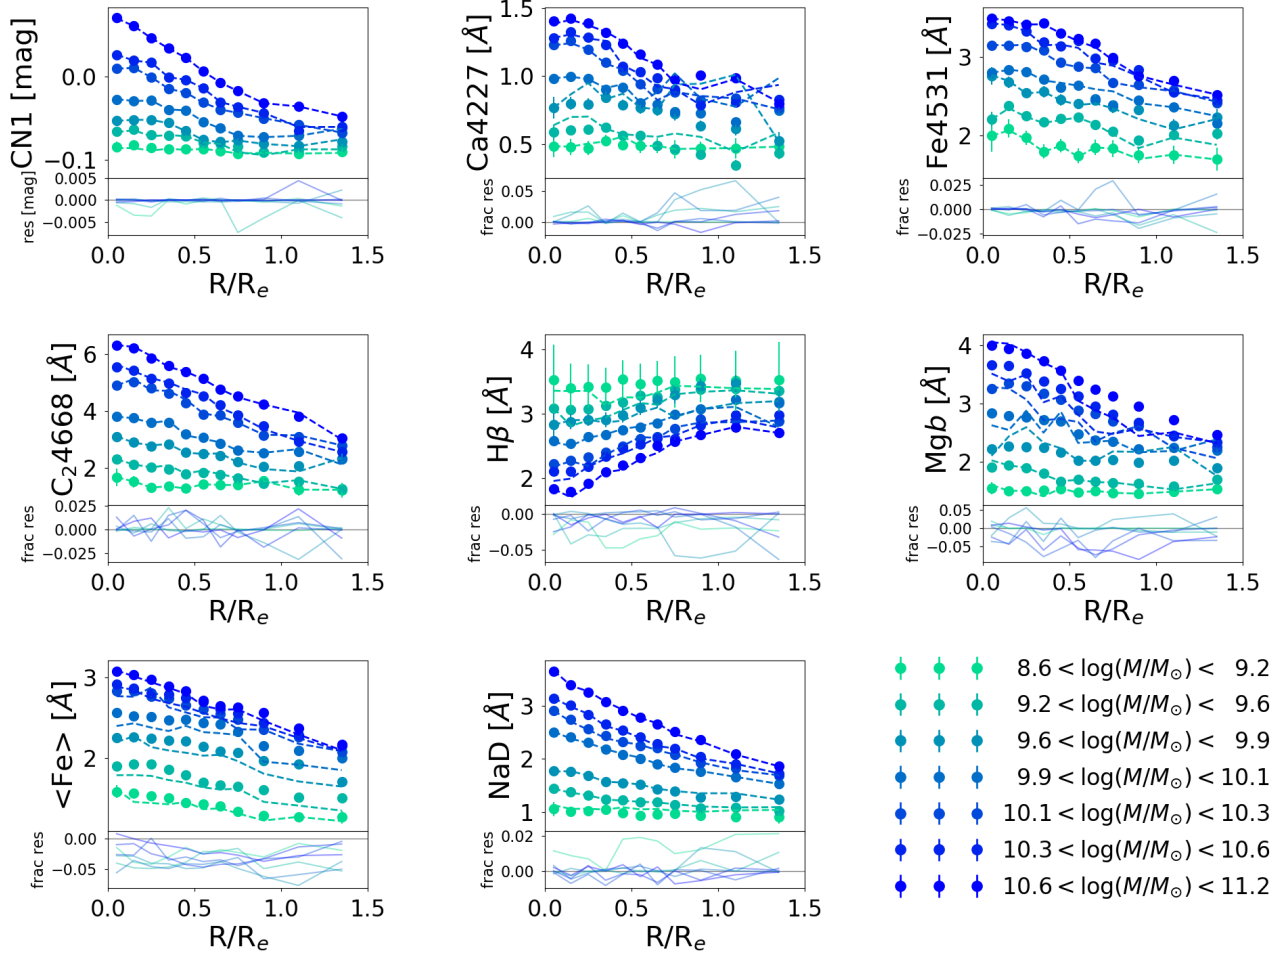 CN1 [mag]
0.0
−0.1
res [mag]
0.005
0.000
−0.005
0.0 0.5 1.0 1.5
R/Rₑ
Ca4227 [Å]
1.5
1.0
0.5
frac res
0.05
0.00
0.0 0.5 1.0 1.5
R/Rₑ
Fe4531 [Å]
3
2
frac res
0.025
0.000
−0.025
0.0 0.5 1.0 1.5
R/Rₑ
C₂4668 [Å]
6
4
2
frac res
0.025
0.000
−0.025
0.0 0.5 1.0 1.5
R/Rₑ
Hβ [Å]
4
3
2
frac res
0.00
−0.05
0.0 0.5 1.0 1.5
R/Rₑ
Mgb [Å]
4
3
2
frac res
0.05
0.00
−0.05
0.0 0.5 1.0 1.5
R/Rₑ
<Fe> [Å]
3
2
frac res
0.00
−0.05
0.0 0.5 1.0 1.5
R/Rₑ
NaD [Å]
3
2
1
frac res
0.02
0.00
0.0 0.5 1.0 1.5
R/Rₑ
8.6 < log(M/M⊙) < 9.2
9.2 < log(M/M⊙) < 9.6
9.6 < log(M/M⊙) < 9.9
9.9 < log(M/M⊙) < 10.1
10.1 < log(M/M⊙) < 10.3
10.3 < log(M/M⊙) < 10.6
10.6 < log(M/M⊙) < 11.2